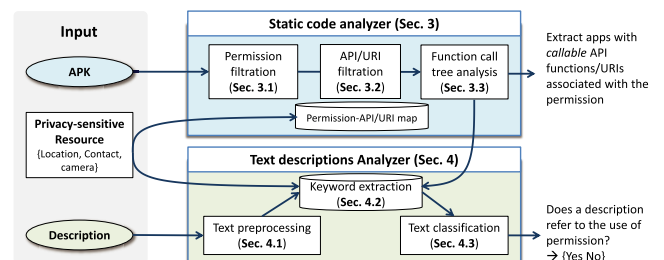 Input
APK
Privacy-sensitive
Resource
{Location, Contact,
camera}
Description
Static code analyzer (Sec. 3)
Permission
filtration
(Sec. 3.1)
API/URI
filtration
(Sec. 3.2)
Function call
tree analysis
(Sec. 3.3)
Permission-API/URI map
Extract apps with
callable API
functions/URIs
associated with the
permission
Text descriptions Analyzer (Sec. 4)
Keyword extraction
(Sec. 4.2)
Text preprocessing
(Sec. 4.1)
Text classification
(Sec. 4.3)
Does a description
refer to the use of
permission?
→ {Yes No}